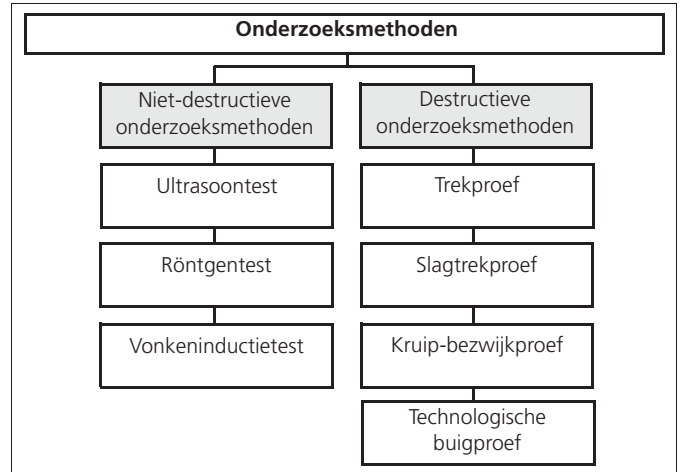 Onderzoeksmethoden
Niet-destructieve
onderzoeksmethoden
Ultrasoontest
Röntgentest
Vonkeninductietest
Destructieve
onderzoeksmethoden
Trekproef
Slagtrekproef
Kruip-bezwijkproef
Technologische
buigproef